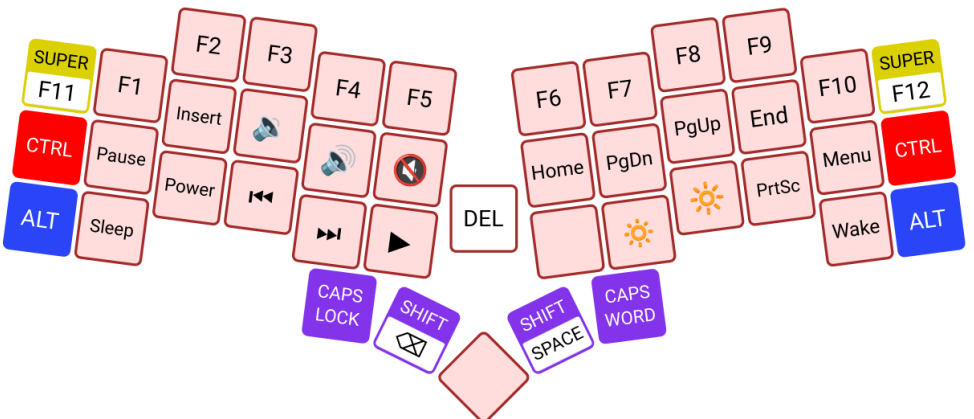 SUPER
F11
F1
F2
F3
F4
F5
F6
F7
F8
F9
F10
SUPER
F12
CTRL
Pause
Insert
Home
PgDn
PgUp
End
Menu
CTRL
ALT
Sleep
Power
DEL
PrtSc
Wake
ALT
CAPS
LOCK
SHIFT
SHIFT
SPACE
CAPS
WORD